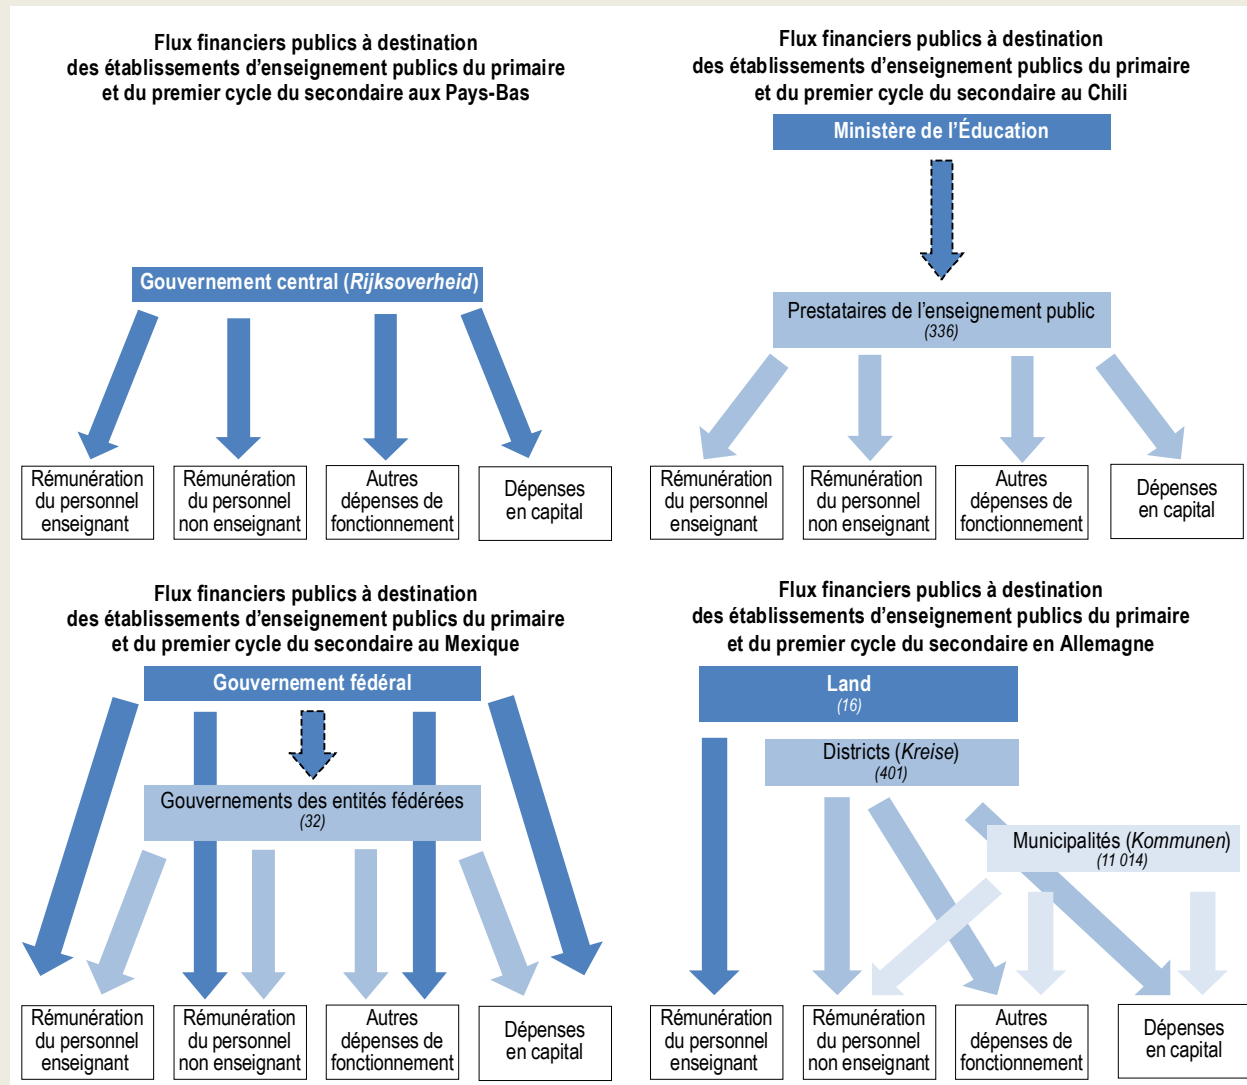 Flux financiers publics à destination
des établissements d'enseignement publics du primaire
et du premier cycle du secondaire aux Pays-Bas
Gouvernement central (Rijksoverheid)
Rémunération
du personnel
enseignant
Rémunération
du personnel
non enseignant
Autres
dépenses de
fonctionnement
Dépenses
en capital
Flux financiers publics à destination
des établissements d'enseignement publics du primaire
et du premier cycle du secondaire au Chili
Ministère de l'Éducation
Prestataires de l'enseignement public
(336)
Rémunération
du personnel
enseignant
Rémunération
du personnel
non enseignant
Autres
dépenses de
fonctionnement
Dépenses
en capital
Flux financiers publics à destination
des établissements d'enseignement publics du primaire
et du premier cycle du secondaire au Mexique
Gouvernement fédéral
Gouvernements des entités fédérées
(32)
Rémunération
du personnel
enseignant
Rémunération
du personnel
non enseignant
Autres
dépenses de
fonctionnement
Dépenses
en capital
Flux financiers publics à destination
des établissements d'enseignement publics du primaire
et du premier cycle du secondaire en Allemagne
Land
(16)
Districts (Kreise)
(401)
Municipalités (Kommunen)
(11 014)
Rémunération
du personnel
enseignant
Rémunération
du personnel
non enseignant
Autres
dépenses de
fonctionnement
Dépenses
en capital